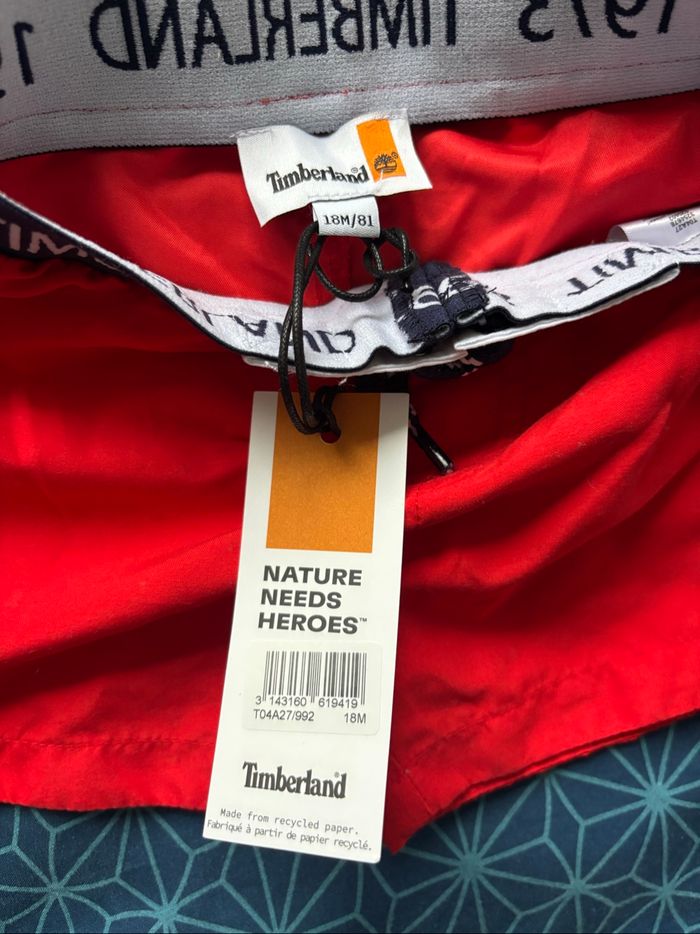 1973 TIMBERLAND
Timberland
18M/81
T04A27
NATURE
NEEDS
HEROES™
3 143160 619419
T04A27/992 18M
Timberland
Made from recycled paper.
Fabriqué à partir de papier recyclé.